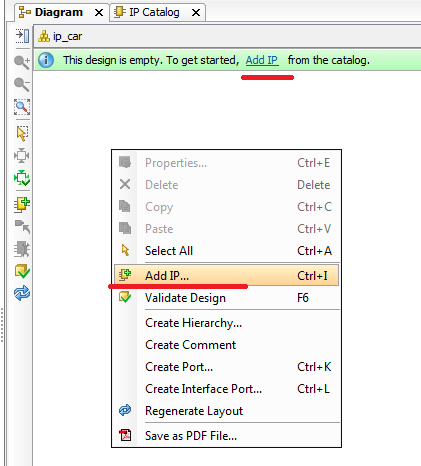 Diagram × IP Catalog ×
ip_car
This design is empty. To get started, Add IP from the catalog.
Properties... Ctrl+E
Delete Delete
Copy Ctrl+C
Paste Ctrl+V
Select All Ctrl+A
Add IP... Ctrl+I
Validate Design F6
Create Hierarchy...
Create Comment
Create Port... Ctrl+K
Create Interface Port... Ctrl+L
Regenerate Layout
Save as PDF File...